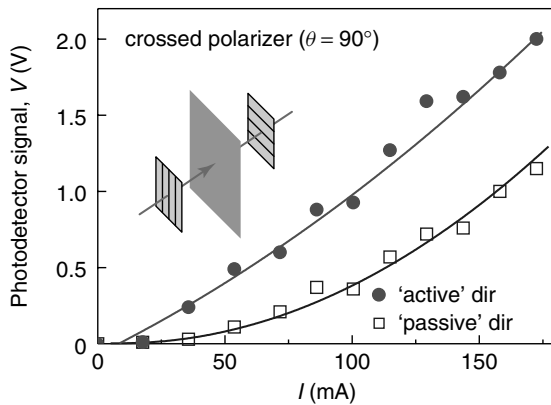 crossed polarizer (θ = 90°)
Photodetector signal, V (V)
2.0
1.5
1.0
0.5
0
0
50
100
150
I (mA)
'active' dir
'passive' dir